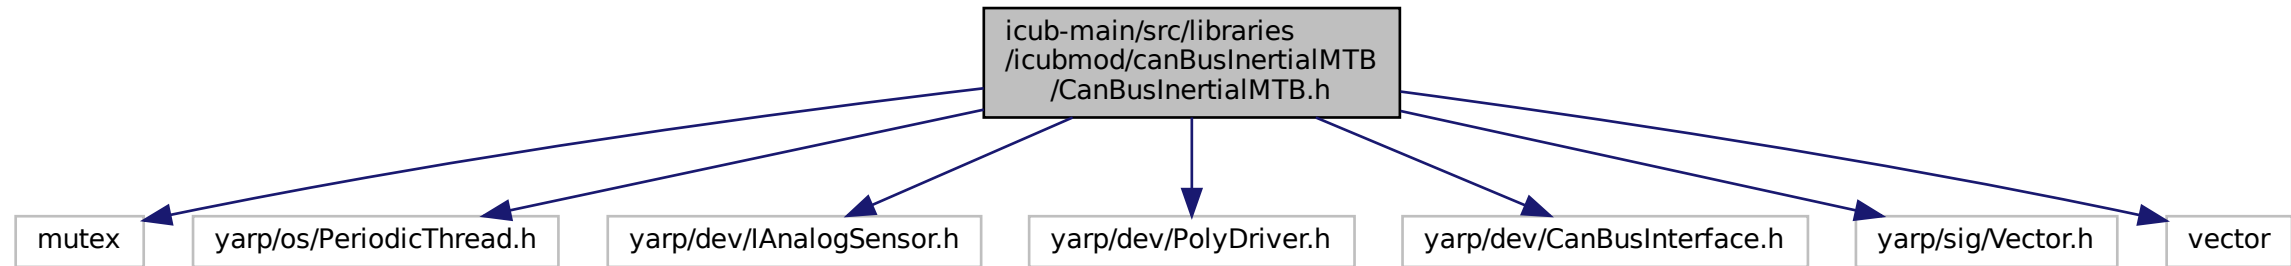 icub-main/src/libraries
/icubmod/canBusInertialMTB
/CanBusInertialMTB.h
mutex
yarp/os/PeriodicThread.h
yarp/dev/IAnalogSensor.h
yarp/dev/PolyDriver.h
yarp/dev/CanBusInterface.h
yarp/sig/Vector.h
vector